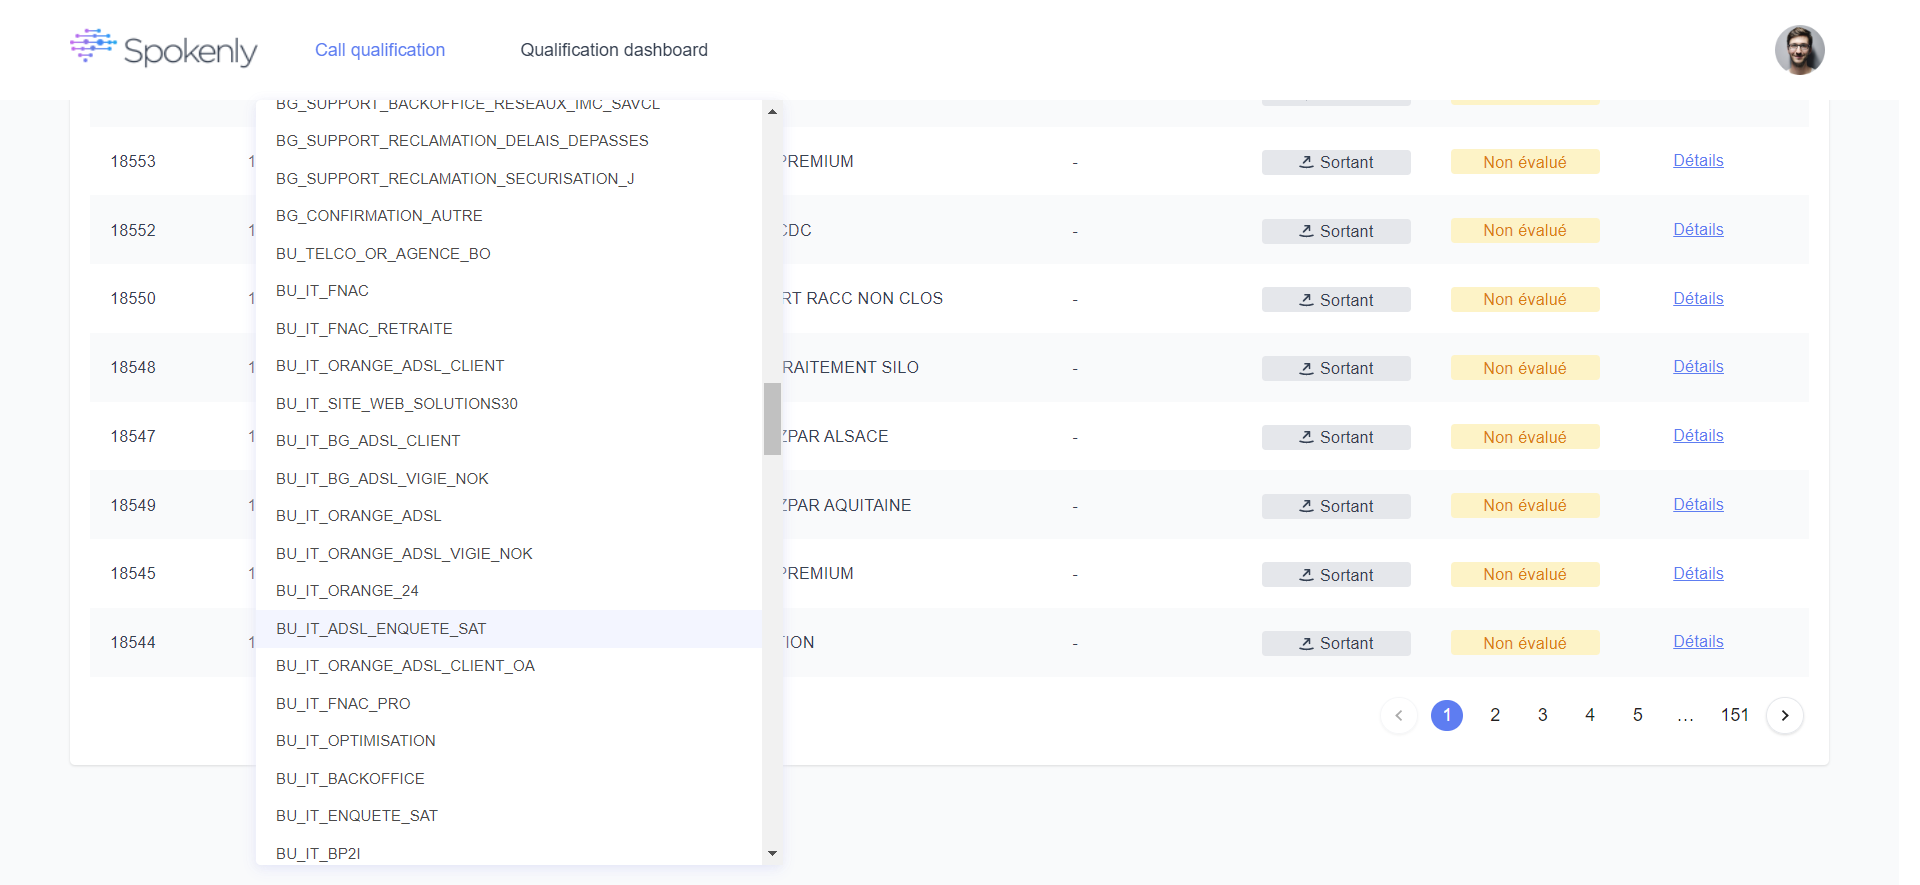 Spokenly Call qualification Qualification dashboard
BG_SUPPORT_BACKOFFICE_RESEAUX_IMC_SAVCL
BG_SUPPORT_RECLAMATION_DELAIS_DEPASSES
18553 1 PREMIUM - Sortant Non évalué Détails
BG_SUPPORT_RECLAMATION_SECURISATION_J
BG_CONFIRMATION_AUTRE
18552 1 CDC - Sortant Non évalué Détails
BU_TELCO_OR_AGENCE_BO
BU_IT_FNAC
18550 1 RT RACC NON CLOS - Sortant Non évalué Détails
BU_IT_FNAC_RETRAITE
BU_IT_ORANGE_ADSL_CLIENT
18548 1 RAITEMENT SILO - Sortant Non évalué Détails
BU_IT_SITE_WEB_SOLUTIONS30
BU_IT_BG_ADSL_CLIENT
18547 1 ZPAR ALSACE - Sortant Non évalué Détails
BU_IT_BG_ADSL_VIGIE_NOK
BU_IT_ORANGE_ADSL
18549 1 ZPAR AQUITAINE - Sortant Non évalué Détails
BU_IT_ORANGE_ADSL_VIGIE_NOK
BU_IT_ORANGE_24
18545 1 PREMIUM - Sortant Non évalué Détails
BU_IT_ADSL_ENQUETE_SAT
18544 1 TION - Sortant Non évalué Détails
BU_IT_ORANGE_ADSL_CLIENT_OA
BU_IT_FNAC_PRO
1 2 3 4 5 ... 151
BU_IT_OPTIMISATION
BU_IT_BACKOFFICE
BU_IT_ENQUETE_SAT
BU_IT_BP2I